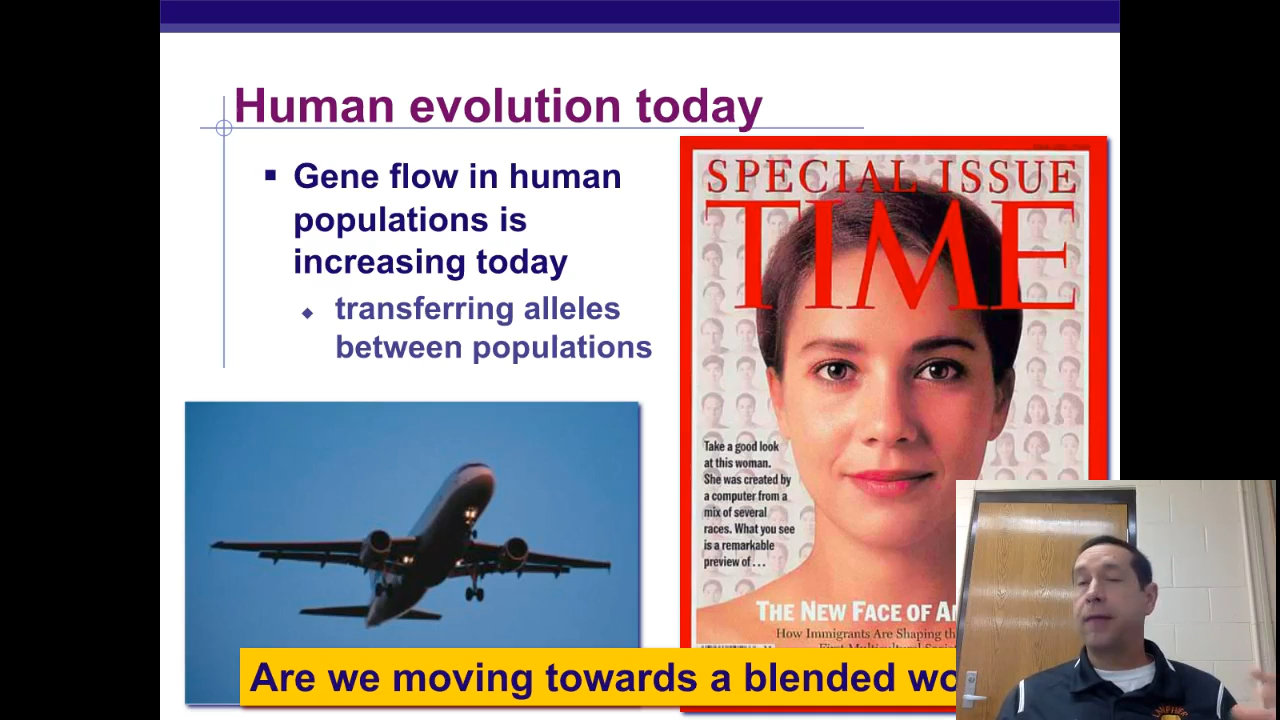 Human evolution today
Gene flow in human
populations is
increasing today
transferring alleles
between populations
SPECIAL ISSUE
TIME
Take a good look
at this woman.
She was created by
a computer from a
mix of several
races. What you see
is a remarkable
preview of . . .
THE NEW FACE OF
How Immigrants Are Shaping
First Multicultural
Are we moving towards a blended